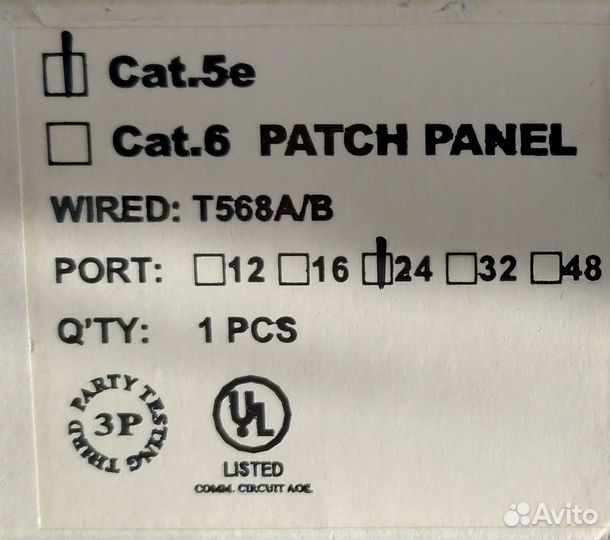 Cat.5e
Cat.6 PATCH PANEL
WIRED: T568A/B
PORT: 12 16 24 32 48
Q'TY: 1 PCS
THIRD PARTY TESTING
3P
UL
LISTED
COMM. CIRCUIT ACE.
Avito